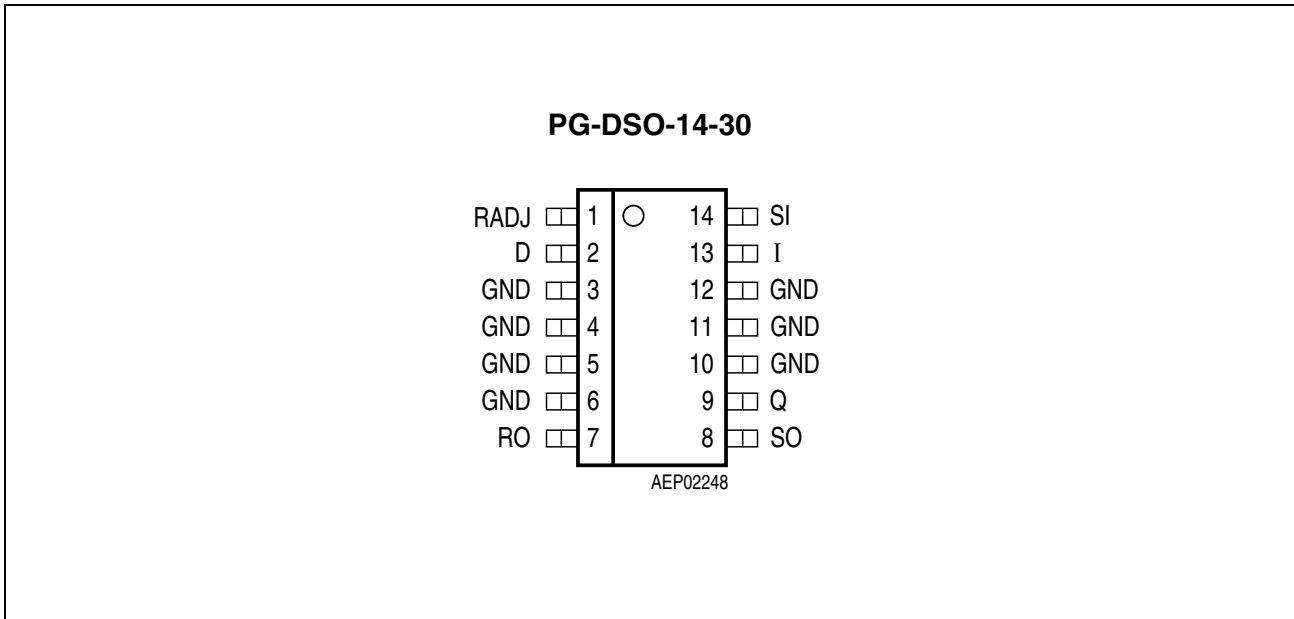 PG-DSO-14-30
RADJ 1 14 SI
D 2 13 I
GND 3 12 GND
GND 4 11 GND
GND 5 10 GND
GND 6 9 Q
RO 7 8 SO
AEP02248